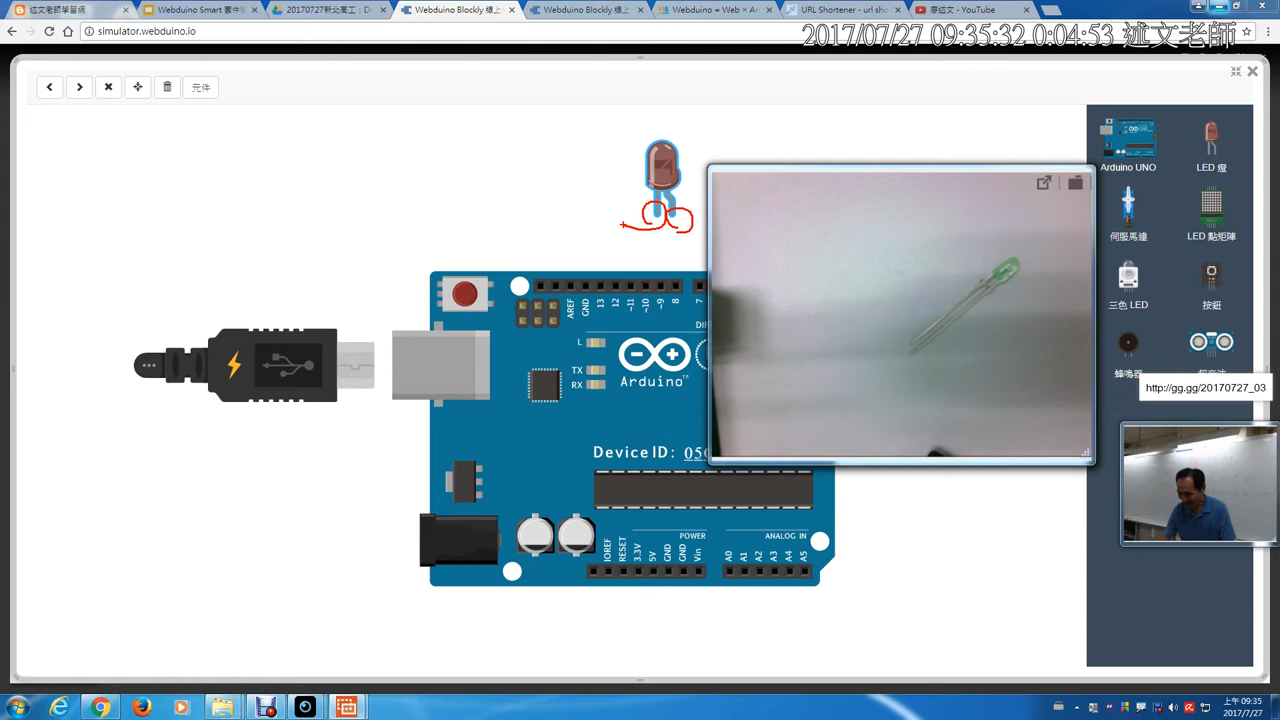 述文老師學習網
Webduino Smart 套件
20170727新北高工：D
Webduino Blockly 線上
Webduino Blockly 線上
Webduino = Web × Ar
URL Shortener - url sho
廖述文 - YouTube
simulator.webduino.io
2017/07/27 09:35:32 0:04:53 述文老師
元件
Arduino UNO
LED 燈
伺服馬達
LED 點矩陣
三色 LED
按鈕
蜂鳴器
http://gg.gg/20170727_03
AREF
GND
13
12
~11
~10
~9
8
7
L
TX
RX
Arduino™
Device ID:
POWER
ANALOG IN
IOREF
RESET
3.3V
5V
GND
GND
Vin
A0
A1
A2
A3
A4
A5
上午 09:35
2017/7/27